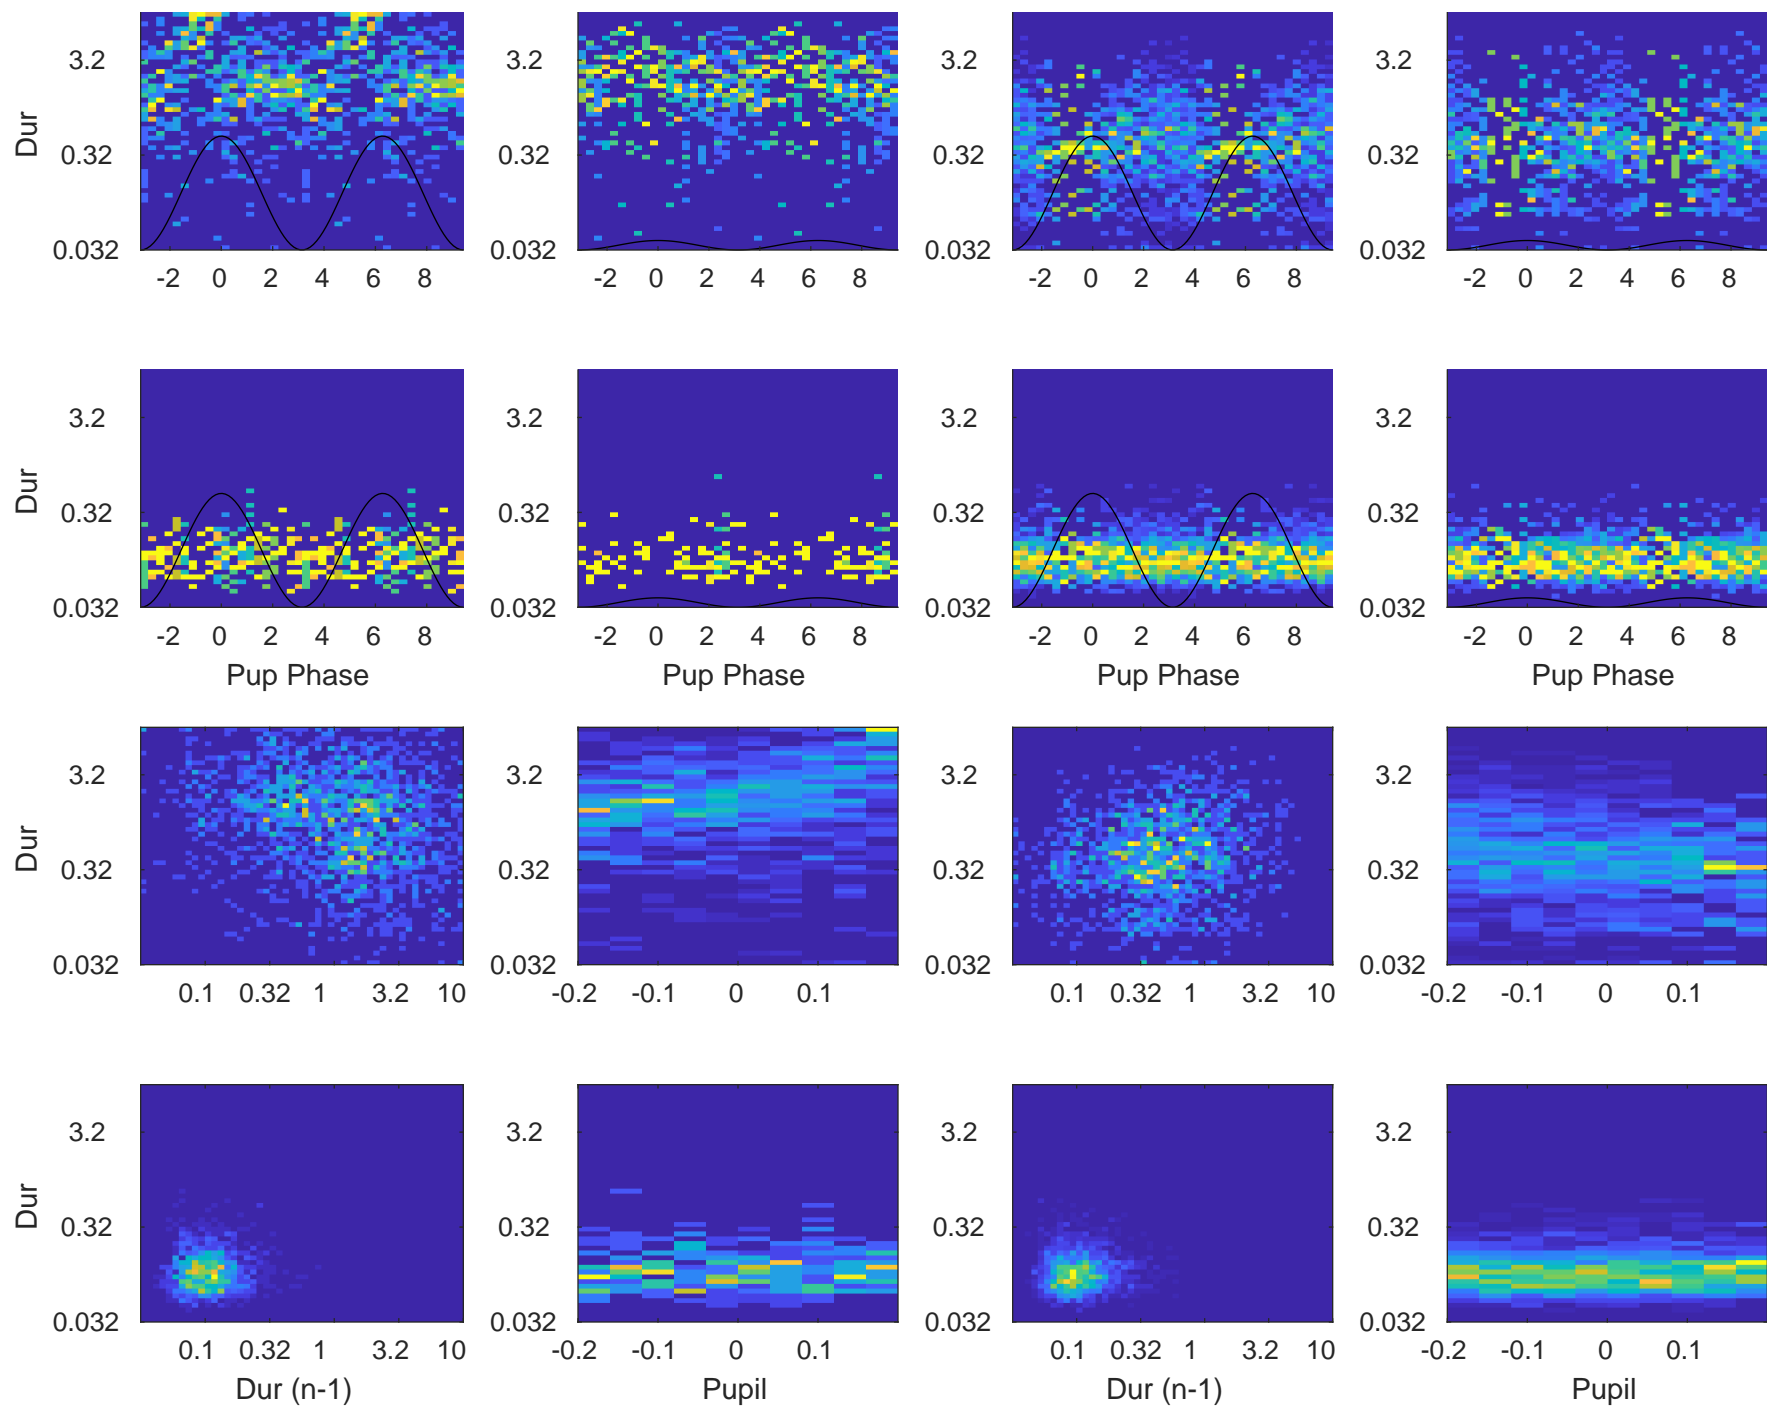 Dur
3.2 3.2 3.2 3.2
0.32 0.32 0.32 0.32
0.032 0.032 0.032 0.032
-2 0 2 4 6 8 -2 0 2 4 6 8 -2 0 2 4 6 8 -2 0 2 4 6 8
Dur
3.2 3.2 3.2 3.2
0.32 0.32 0.32 0.32
0.032 0.032 0.032 0.032
-2 0 2 4 6 8 -2 0 2 4 6 8 -2 0 2 4 6 8 -2 0 2 4 6 8
Pup Phase Pup Phase Pup Phase Pup Phase
Dur
3.2 3.2 3.2 3.2
0.32 0.32 0.32 0.32
0.032 0.032 0.032 0.032
0.1 0.32 1 3.2 10 -0.2 -0.1 0 0.1 0.1 0.32 1 3.2 10 -0.2 -0.1 0 0.1
Dur
3.2 3.2 3.2 3.2
0.32 0.32 0.32 0.32
0.032 0.032 0.032 0.032
0.1 0.32 1 3.2 10 -0.2 -0.1 0 0.1 0.1 0.32 1 3.2 10 -0.2 -0.1 0 0.1
Dur (n-1) Pupil Dur (n-1) Pupil